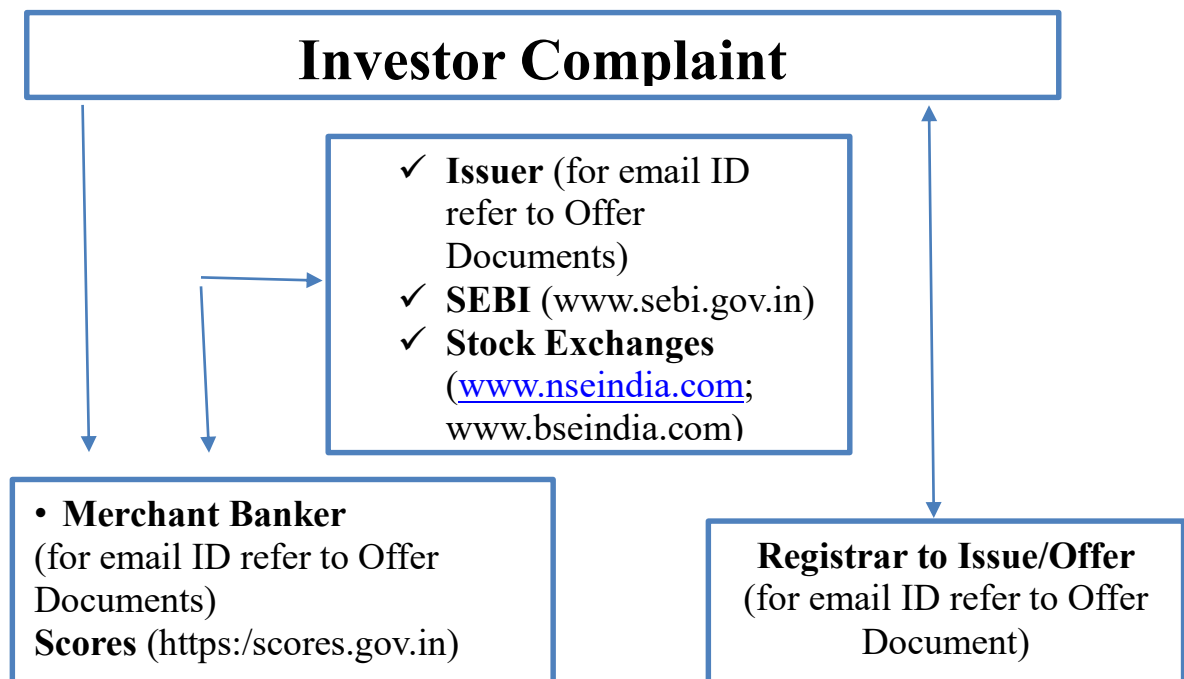 Investor Complaint
✓ Issuer (for email ID
refer to Offer
Documents)
✓ SEBI (www.sebi.gov.in)
✓ Stock Exchanges
(www.nseindia.com;
www.bseindia.com)
• Merchant Banker
(for email ID refer to Offer
Documents)
Scores (https:/scores.gov.in)
Registrar to Issue/Offer
(for email ID refer to Offer
Document)